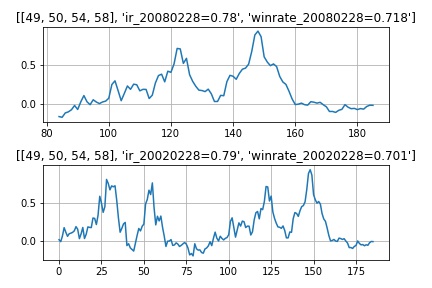 [[49, 50, 54, 58], 'ir_20080228=0.78', 'winrate_20080228=0.718']
0.5
0.0
80 100 120 140 160 180
[[49, 50, 54, 58], 'ir_20020228=0.79', 'winrate_20020228=0.701']
0.5
0.0
0 25 50 75 100 125 150 175